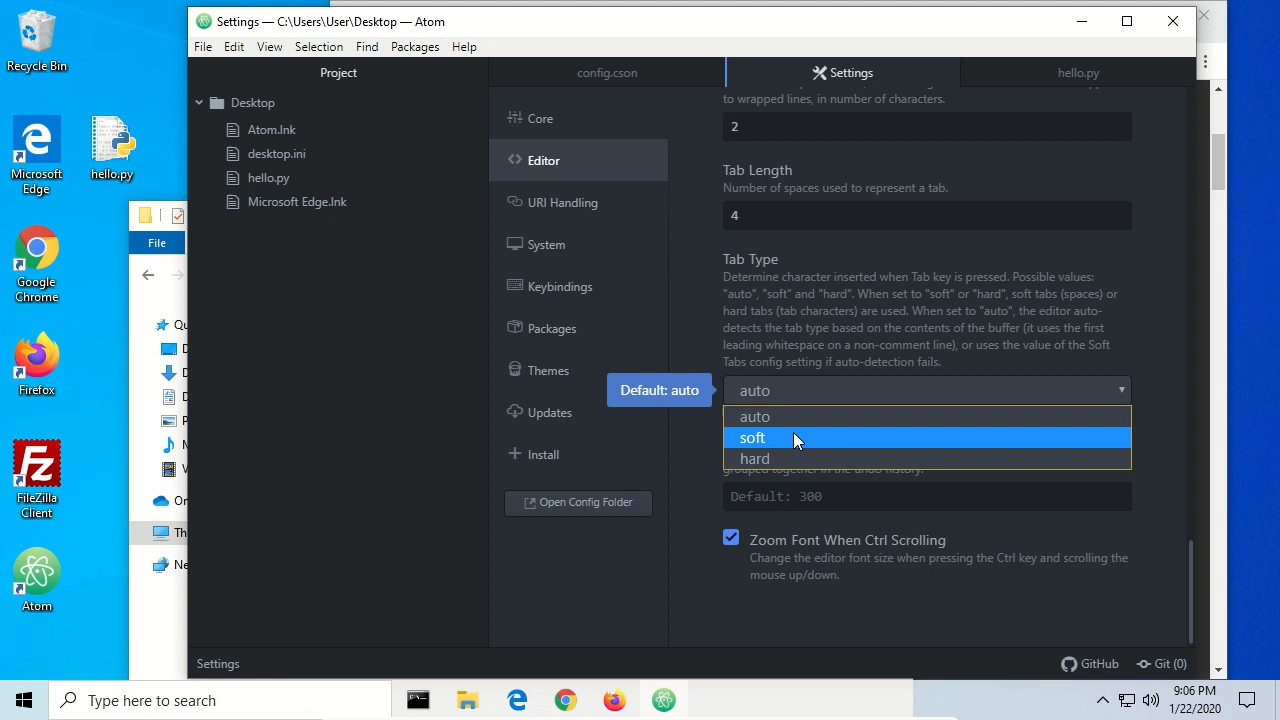 Recycle Bin
Microsoft
Edge
hello.py
Google
Chrome
Firefox
FileZilla
Client
Atom
File
Settings — C:\Users\User\Desktop — Atom
File Edit View Selection Find Packages Help
Project
config.cson
Settings
hello.py
Desktop
Atom.lnk
desktop.ini
hello.py
Microsoft Edge.lnk
Core
Editor
URI Handling
System
Keybindings
Packages
Themes
Updates
Install
Open Config Folder
to wrapped lines, in number of characters.
2
Tab Length
Number of spaces used to represent a tab.
4
Tab Type
Determine character inserted when Tab key is pressed. Possible values:
"auto", "soft" and "hard". When set to "soft" or "hard", soft tabs (spaces) or
hard tabs (tab characters) are used. When set to "auto", the editor auto-
detects the tab type based on the contents of the buffer (it uses the first
leading whitespace on a non-comment line), or uses the value of the Soft
Tabs config setting if auto-detection fails.
Default: auto
auto
auto
soft
hard
grouped together in the undo history.
Default: 300
Zoom Font When Ctrl Scrolling
Change the editor font size when pressing the Ctrl key and scrolling the
mouse up/down.
Settings
GitHub
Git (0)
Type here to search
9:06 PM
1/22/2020